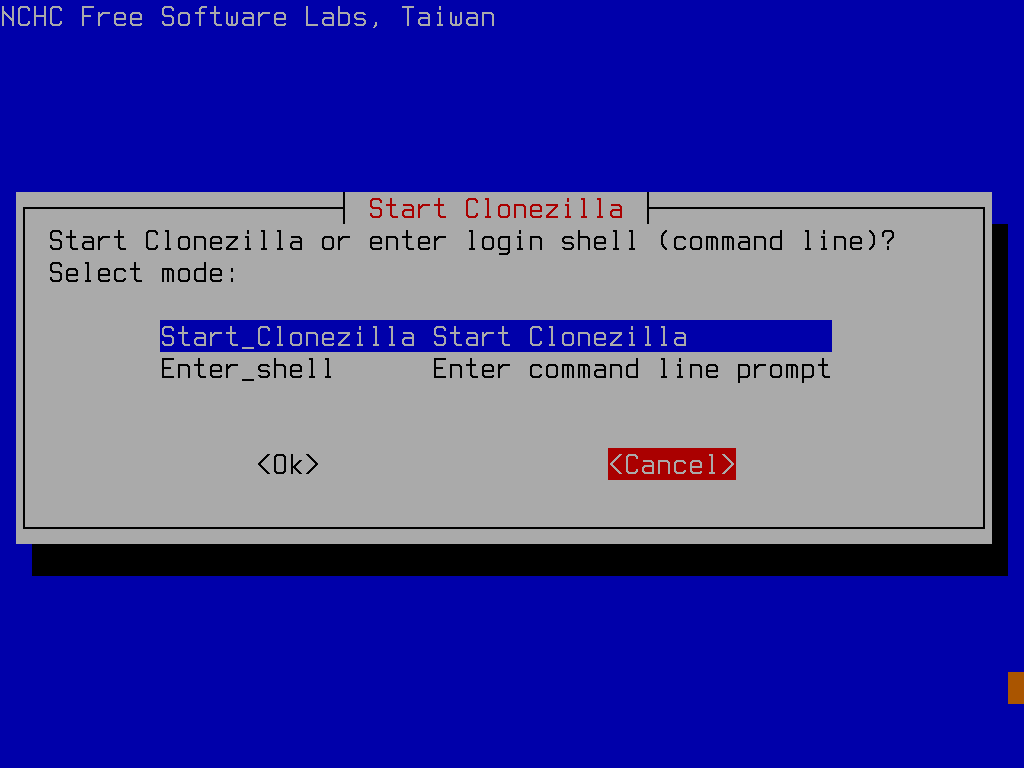 NCHC Free Software Labs, Taiwan
Start Clonezilla
Start Clonezilla or enter login shell (command line)?
Select mode:
Start_Clonezilla Start Clonezilla
Enter_shell Enter command line prompt
<Ok> <Cancel>